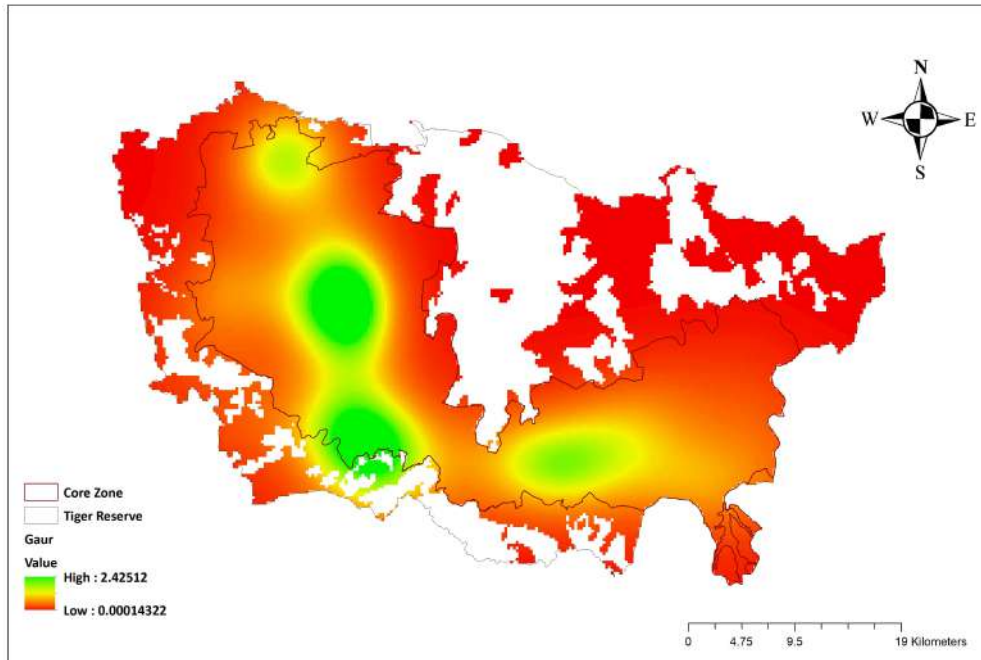 N
W E
S
Core Zone
Tiger Reserve
Gaur
Value
High : 2.42512
Low : 0.00014322
0 4.75 9.5 19 Kilometers